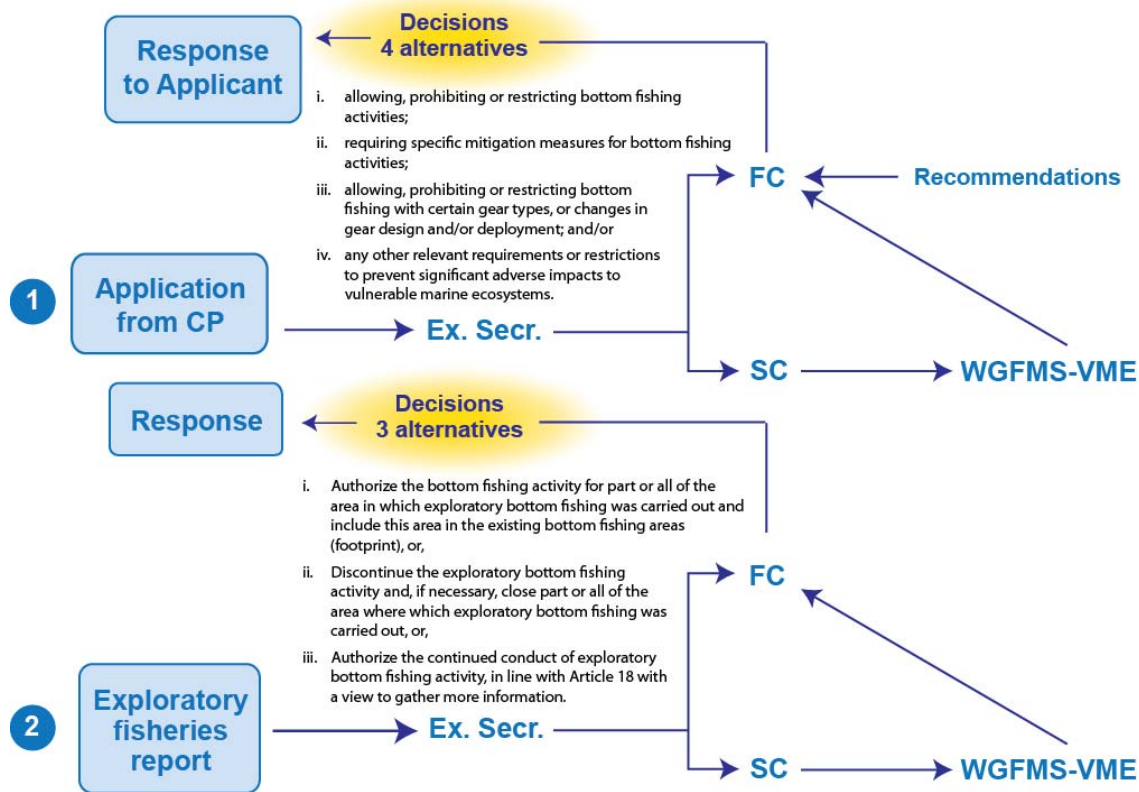 Decisions
4 alternatives
Response
to Applicant
i. allowing, prohibiting or restricting bottom fishing
activities;
ii. requiring specific mitigation measures for bottom fishing
activities;
iii. allowing, prohibiting or restricting bottom
fishing with certain gear types, or changes in
gear design and/or deployment; and/or
iv. any other relevant requirements or restrictions
to prevent significant adverse impacts to
vulnerable marine ecosystems.
FC
Recommendations
1
Application
from CP
Ex. Secr.
SC
WGFMS-VME
Decisions
3 alternatives
Response
i. Authorize the bottom fishing activity for part or all of the
area in which exploratory bottom fishing was carried out and
include this area in the existing bottom fishing areas
(footprint), or,
ii. Discontinue the exploratory bottom fishing
activity and, if necessary, close part or all of the
area where which exploratory bottom fishing was
carried out, or,
iii. Authorize the continued conduct of exploratory
bottom fishing activity, in line with Article 18 with
a view to gather more information.
FC
2
Exploratory
fisheries
report
Ex. Secr.
SC
WGFMS-VME